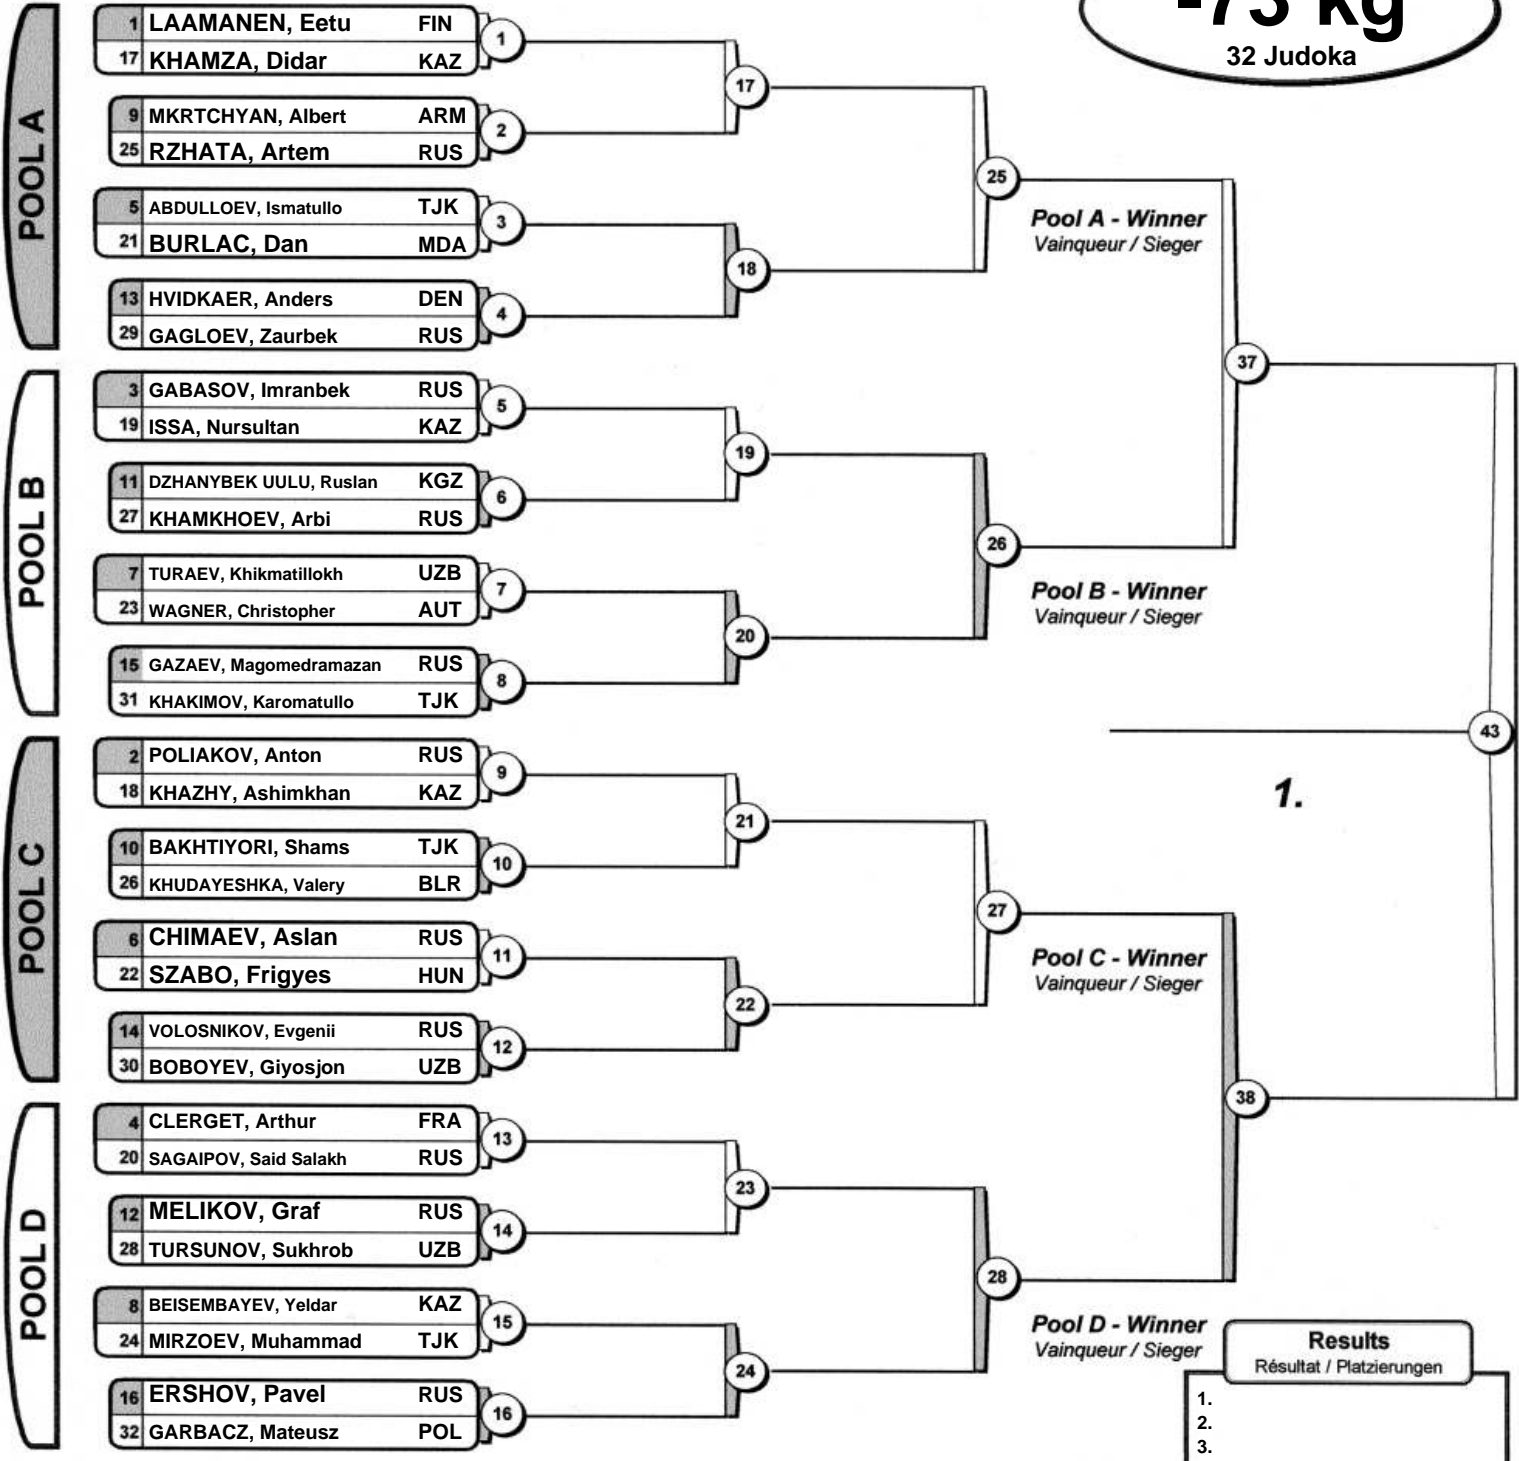 -73 kg
32 Judoka
POOL A
1 LAAMANEN, Eetu FIN
17 KHAMZA, Didar KAZ
1
9 MKRTCHYAN, Albert ARM
25 RZHATA, Artem RUS
2
17
5 ABDULLOEV, Ismatullo TJK
21 BURLAC, Dan MDA
3
13 HVIDKAER, Anders DEN
29 GAGLOEV, Zaurbek RUS
4
18
25
Pool A - Winner
Vainqueur / Sieger
POOL B
3 GABASOV, Imranbek RUS
19 ISSA, Nursultan KAZ
5
11 DZHANYBEK UULU, Ruslan KGZ
27 KHAMKHOEV, Arbi RUS
6
19
7 TURAEV, Khikmatillokh UZB
23 WAGNER, Christopher AUT
7
15 GAZAEV, Magomedramazan RUS
31 KHAKIMOV, Karomatullo TJK
8
20
26
Pool B - Winner
Vainqueur / Sieger
37
POOL C
2 POLIAKOV, Anton RUS
18 KHAZHY, Ashimkhan KAZ
9
10 BAKHTIYORI, Shams TJK
26 KHUDAYESHKA, Valery BLR
10
21
6 CHIMAEV, Aslan RUS
22 SZABO, Frigyes HUN
11
14 VOLOSNIKOV, Evgenii RUS
30 BOBOYEV, Giyosjon UZB
12
22
27
Pool C - Winner
Vainqueur / Sieger
POOL D
4 CLERGET, Arthur FRA
20 SAGAIPOV, Said Salakh RUS
13
12 MELIKOV, Graf RUS
28 TURSUNOV, Sukhrob UZB
14
23
8 BEISEMBAYEV, Yeldar KAZ
24 MIRZOEV, Muhammad TJK
15
16 ERSHOV, Pavel RUS
32 GARBACZ, Mateusz POL
16
24
28
Pool D - Winner
Vainqueur / Sieger
38
43
1.
Results
Résultat / Platzierungen
1.
2.
3.